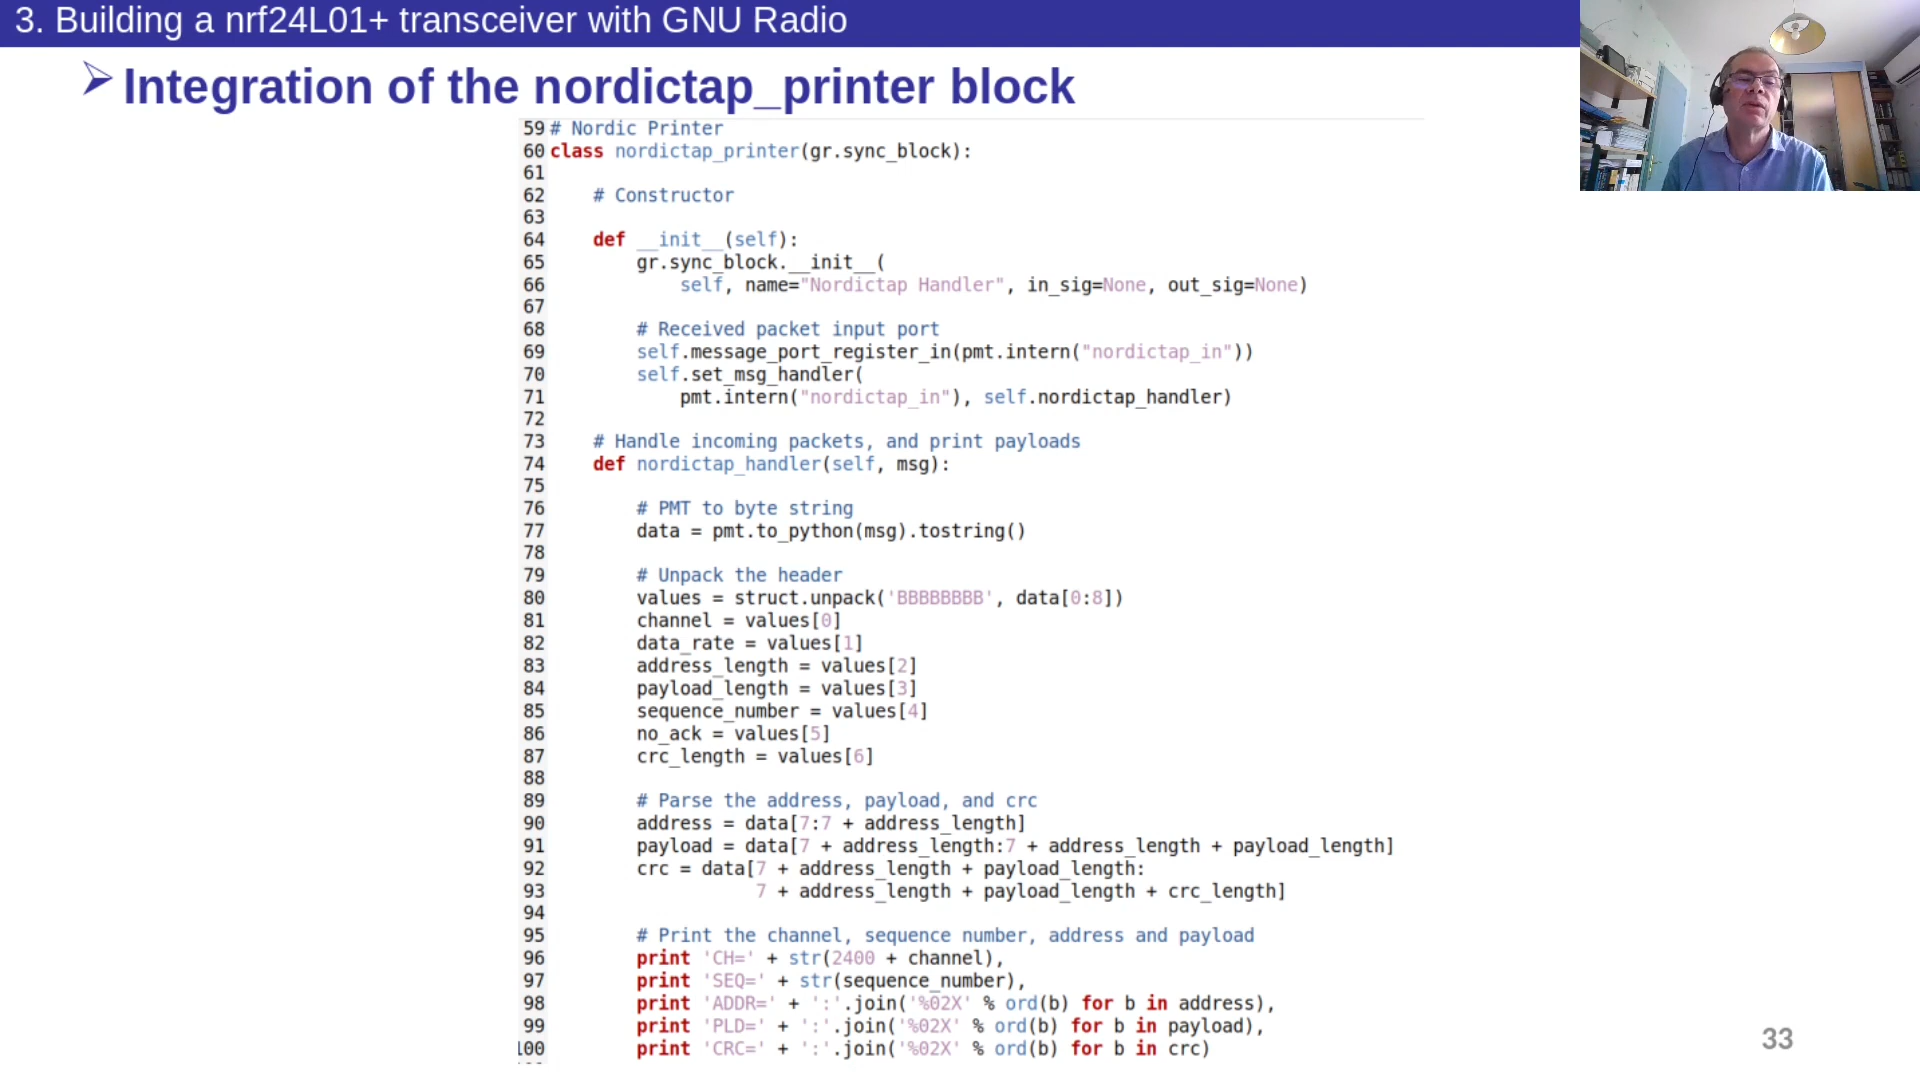 3. Building a nrf24L01+ transceiver with GNU Radio
Integration of the nordictap_printer block
59 # Nordic Printer
60 class nordictap_printer(gr.sync_block):
61
62 # Constructor
63
64 def __init__(self):
65 gr.sync_block.__init__(
66 self, name="Nordictap Handler", in_sig=None, out_sig=None)
67
68 # Received packet input port
69 self.message_port_register_in(pmt.intern("nordictap_in"))
70 self.set_msg_handler(
71 pmt.intern("nordictap_in"), self.nordictap_handler)
72
73 # Handle incoming packets, and print payloads
74 def nordictap_handler(self, msg):
75
76 # PMT to byte string
77 data = pmt.to_python(msg).tostring()
78
79 # Unpack the header
80 values = struct.unpack('BBBBBBBB', data[0:8])
81 channel = values[0]
82 data_rate = values[1]
83 address_length = values[2]
84 payload_length = values[3]
85 sequence_number = values[4]
86 no_ack = values[5]
87 crc_length = values[6]
88
89 # Parse the address, payload, and crc
90 address = data[7:7 + address_length]
91 payload = data[7 + address_length:7 + address_length + payload_length]
92 crc = data[7 + address_length + payload_length:
93 7 + address_length + payload_length + crc_length]
94
95 # Print the channel, sequence number, address and payload
96 print 'CH=' + str(2400 + channel),
97 print 'SEQ=' + str(sequence_number),
98 print 'ADDR=' + ':'.join('%02X' % ord(b) for b in address),
99 print 'PLD=' + ':'.join('%02X' % ord(b) for b in payload),
100 print 'CRC=' + ':'.join('%02X' % ord(b) for b in crc)
33